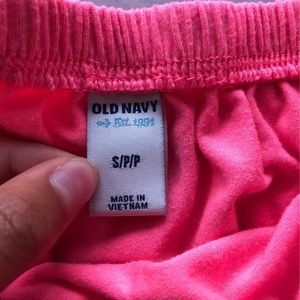 OLD NAVY
Est. 1994
S/P/P
MADE IN
VIETNAM